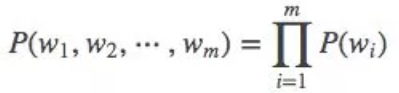 P(w₁, w₂, ⋯ , wₘ) = ∏ᵢ₌₁ᵐ P(wᵢ)